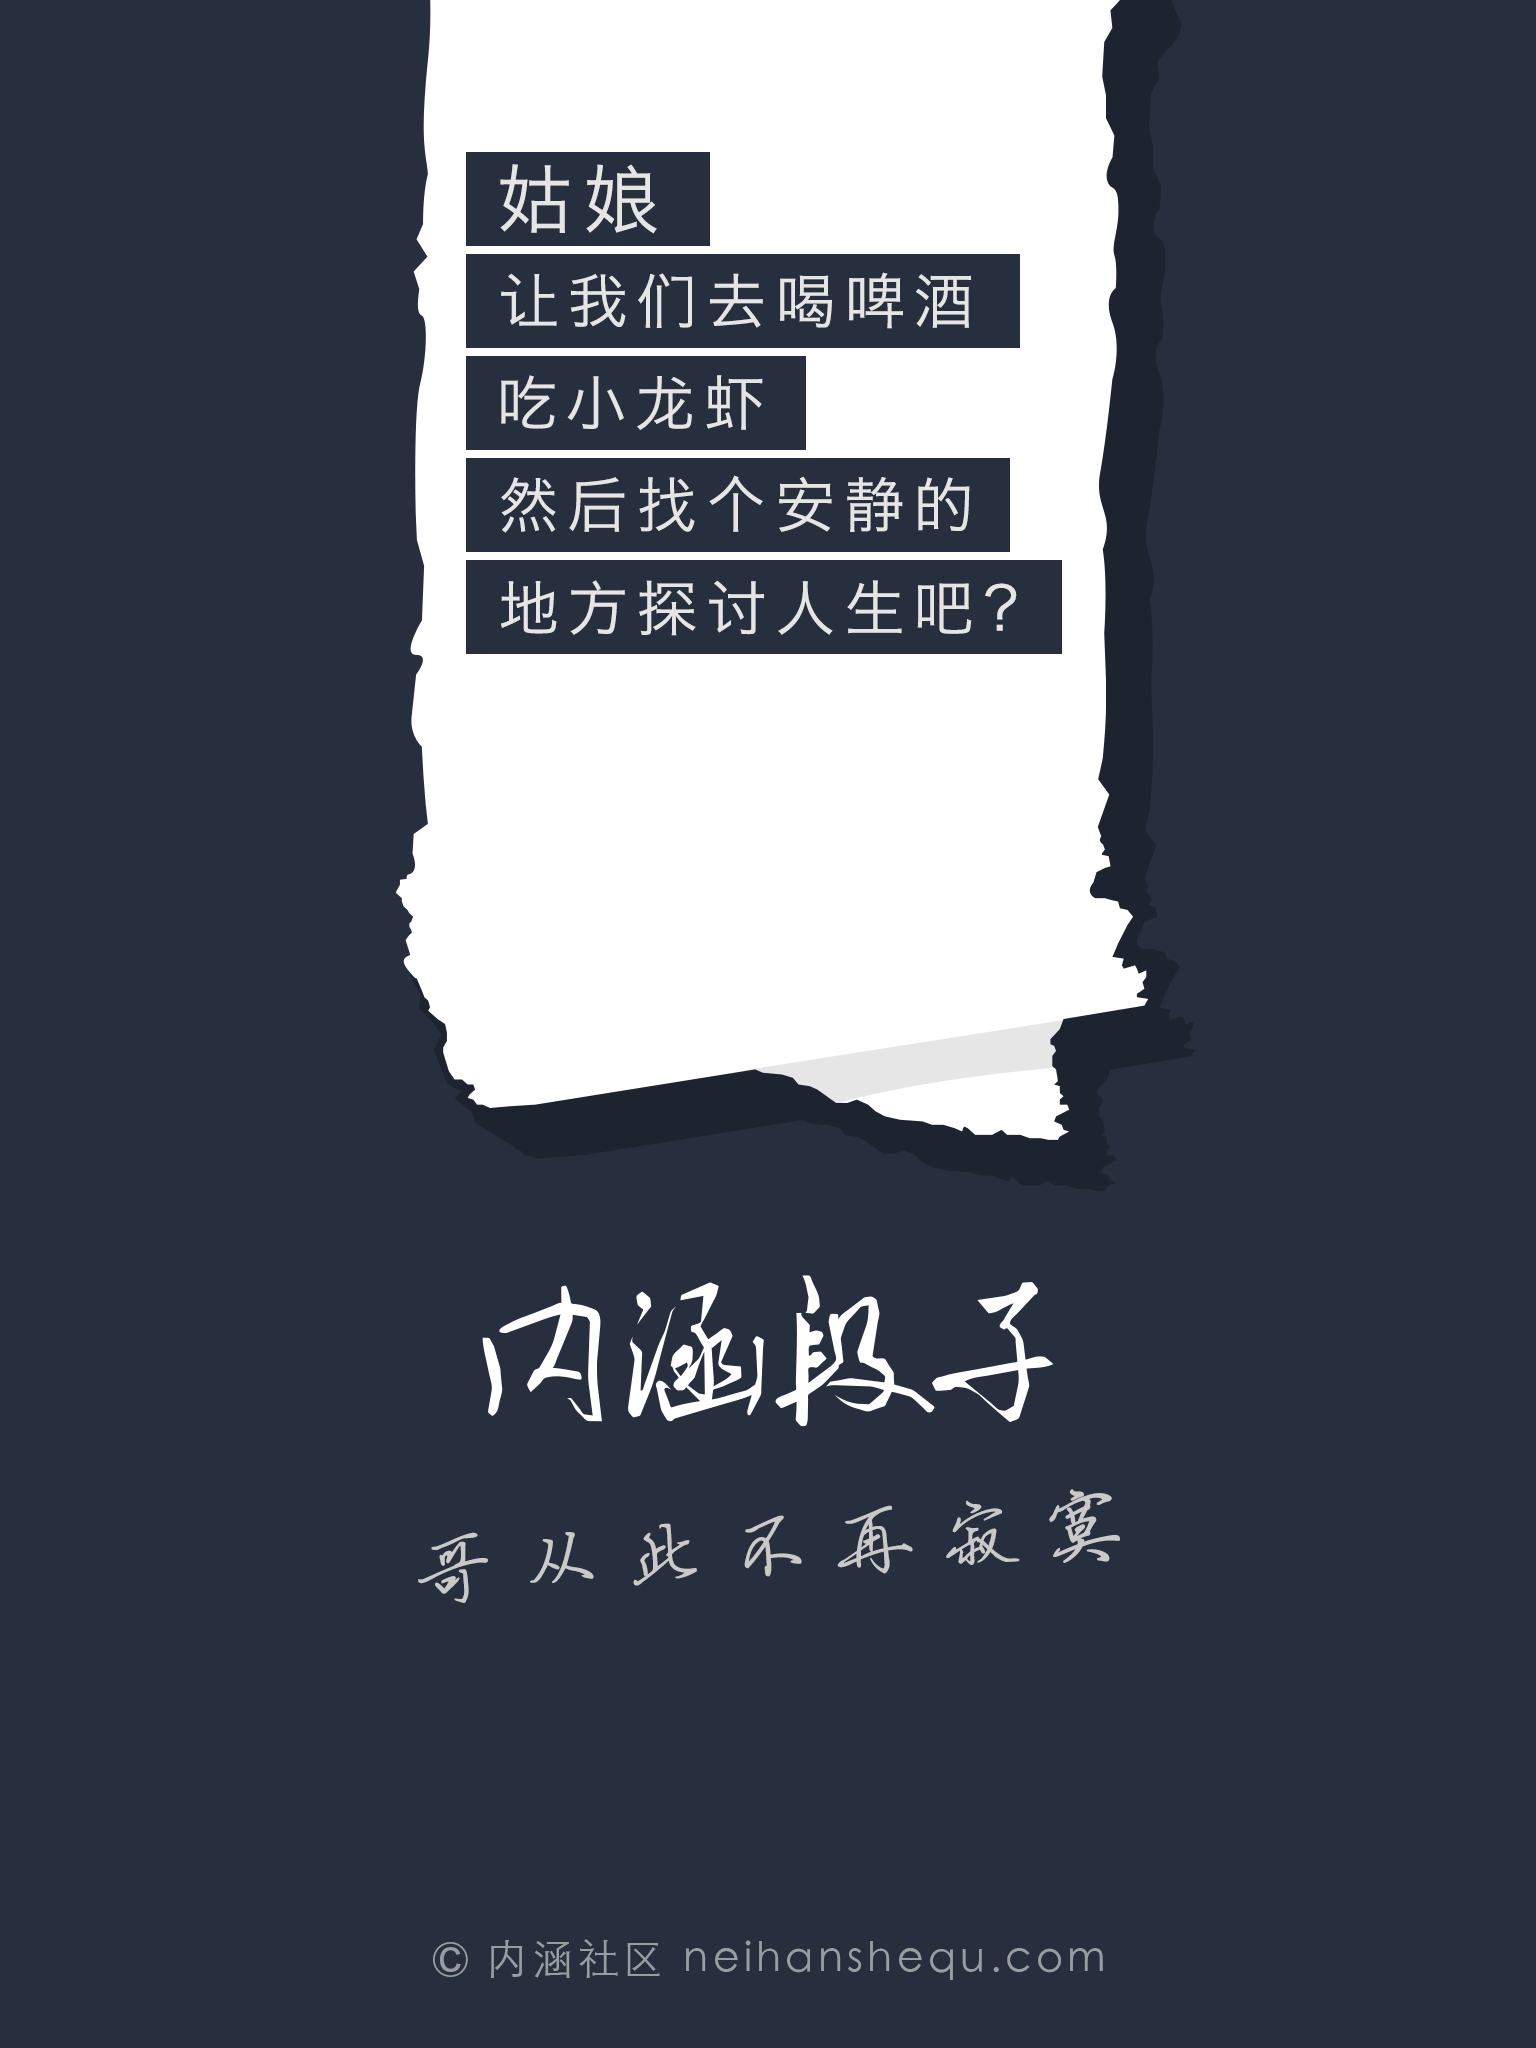 姑娘
让我们去喝啤酒
吃小龙虾
然后找个安静的
地方探讨人生吧?
内涵段子
哥从此不再寂寞
© 内涵社区 neihanshequ.com